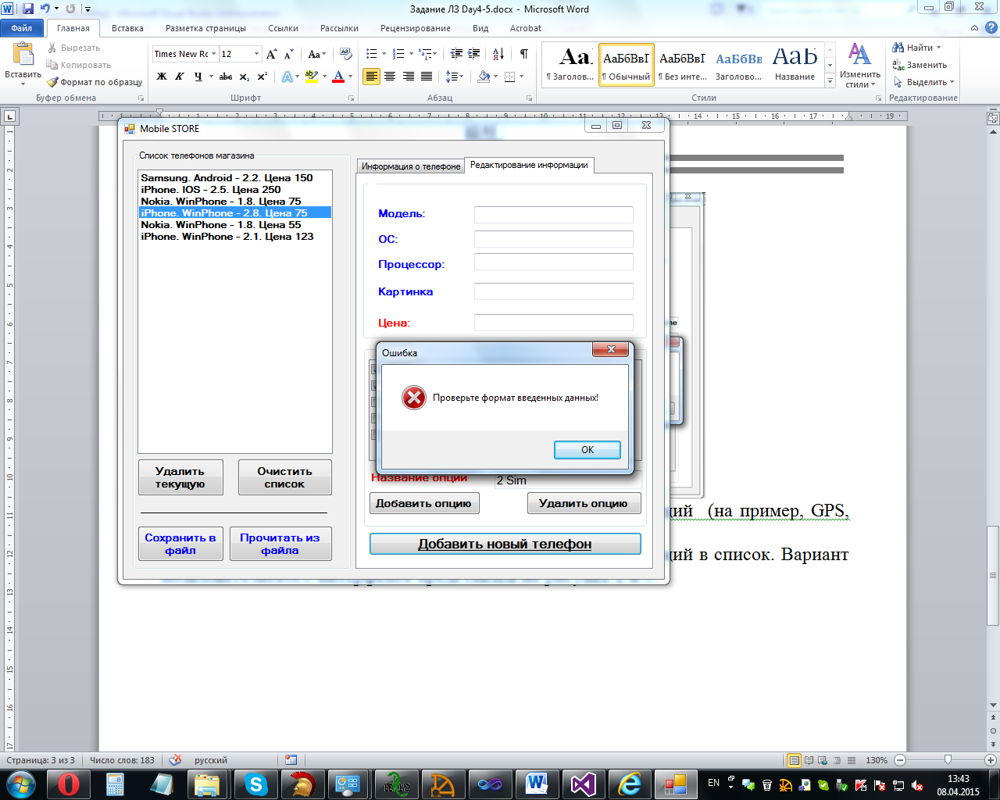 Задание ЛЗ Day4-5.docx - Microsoft Word
Файл Главная Вставка Разметка страницы Ссылки Рассылки Рецензирование Вид Acrobat
Вставить
Вырезать
Копировать
Формат по образцу
Буфер обмена
Times New Rc 12
Шрифт
Абзац
АаБбВвІ АаБбВвІ АаБбВв АаБ
¶ Заголов... ¶ Обычный ¶ Без инте... Заголово... Название
Изменить стили
Стили
Найти
Заменить
Выделить
Редактирование
Mobile STORE
Список телефонов магазина
Samsung. Android - 2.2. Цена 150
iPhone. IOS - 2.5. Цена 250
Nokia. WinPhone - 1.8. Цена 75
iPhone. WinPhone - 2.8. Цена 75
Nokia. WinPhone - 1.8. Цена 55
iPhone. WinPhone - 2.1. Цена 123
Удалить текущую
Очистить список
Сохранить в файл
Прочитать из файла
Информация о телефоне Редактирование информации
Модель:
ОС:
Процессор:
Картинка
Цена:
Ошибка
Проверьте формат введенных данных!
OK
Название опции 2 Sim
Добавить опцию Удалить опцию
Добавить новый телефон
(на пример, GPS,
в список. Вариант
Страница: 3 из 3 Число слов: 183 русский 130%
EN
13:43
08.04.2015